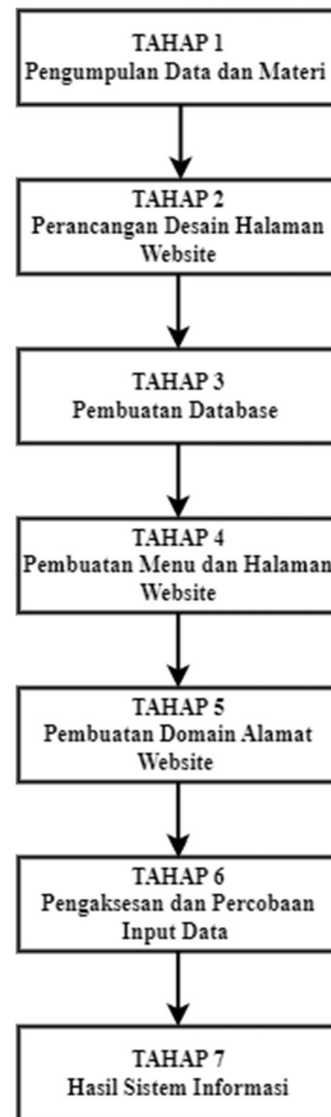 TAHAP 1
Pengumpulan Data dan Materi
TAHAP 2
Perancangan Desain Halaman
Website
TAHAP 3
Pembuatan Database
TAHAP 4
Pembuatan Menu dan Halaman
Website
TAHAP 5
Pembuatan Domain Alamat
Website
TAHAP 6
Pengaksesan dan Percobaan
Input Data
TAHAP 7
Hasil Sistem Informasi